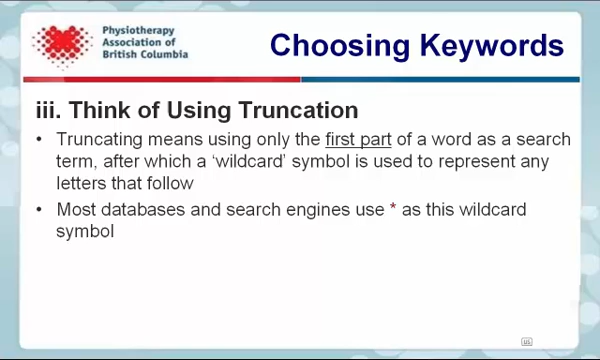 Physiotherapy
Association of
British Columbia
Choosing Keywords
iii. Think of Using Truncation
• Truncating means using only the first part of a word as a search
term, after which a ‘wildcard’ symbol is used to represent any
letters that follow
• Most databases and search engines use * as this wildcard
symbol